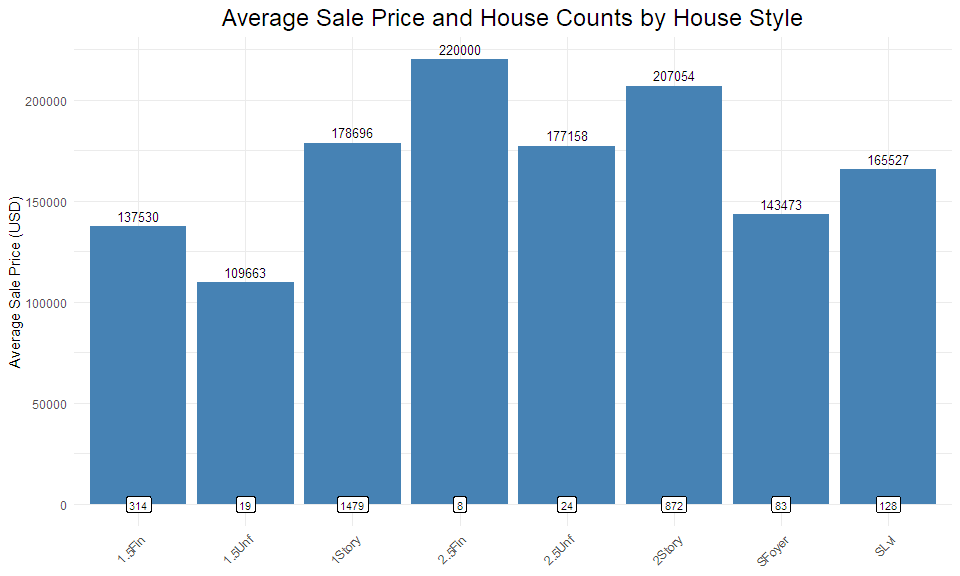 Average Sale Price and House Counts by House Style
Average Sale Price (USD)
200000
150000
100000
50000
0
137530
109663
178696
220000
177158
207054
143473
165527
314
19
1479
8
24
872
83
128
1.5Fin
1.5Unf
1Story
2.5Fin
2.5Unf
2Story
SFoyer
SLvl